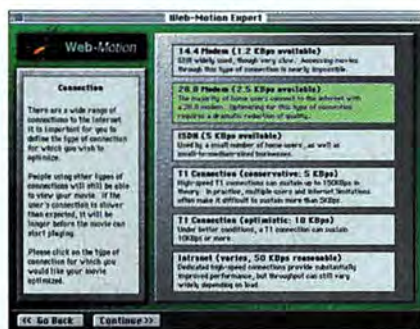 Web-Motion Expert
Web-Motion
Connection
There are a wide range of
connections to the Internet
it is important for you to
define the type of connection
for which you wish to
optimize.
People using other types of
connections will still be able
to view your movie. If the
user's connection is slower
than expected, it will be
longer before the movie can
start playing.
Please click on the type of
connection for which you
would like your movie
optimized.
14.4 Modem (1.2 KBps available)
Still widely used, though very slow. Accessing movies
through this type of connection is nearly impossible.
28.8 Modem (2.5 KBps available)
The majority of home users connect to the internet with
a 28.8 modem. Optimizing for this type of connection
requires a dramatic reduction of quality.
ISDN (5 KBps available)
Used by a small number of home users, as well as
small-to-medium-sized businesses.
T1 Connection (conservative: 5 KBps)
High-speed T1 connections can sustain up to 150KBps in
theory. In practice, multiple users and Internet limitations
often make it difficult to sustain more than 5KBps.
T1 Connection (optimistic: 10 KBps)
Under better conditions, a T1 connection can sustain
10KBps or more.
Intranet (varies, 50 KBps reasonable)
Dedicated high-speed connections provide substantially
improved performance, but throughput can still vary
widely depending on load.
<< Go Back
Continue >>